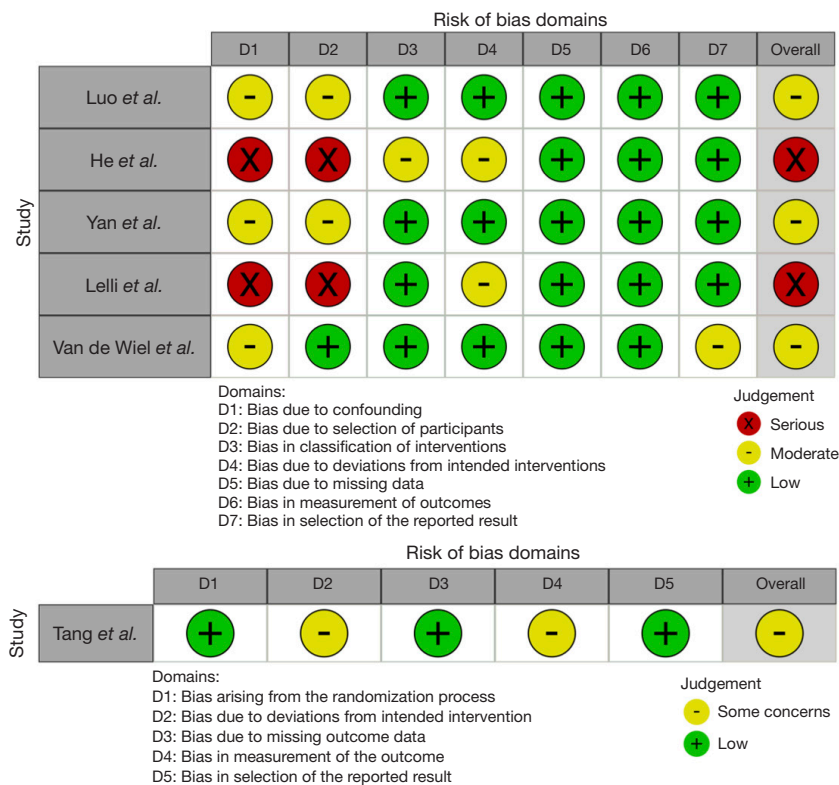 Risk of bias domains
D1 D2 D3 D4 D5 D6 D7 Overall
Study
Luo et al. - - + + + + + -
He et al. X X - - + + + X
Yan et al. - - + + + + + -
Lelli et al. X X + - + + + X
Van de Wiel et al. - + + + + + - -
Domains:
D1: Bias due to confounding
D2: Bias due to selection of participants
D3: Bias in classification of interventions
D4: Bias due to deviations from intended interventions
D5: Bias due to missing data
D6: Bias in measurement of outcomes
D7: Bias in selection of the reported result
Judgement
X Serious
- Moderate
+ Low
Risk of bias domains
D1 D2 D3 D4 D5 Overall
Study
Tang et al. + - + - + -
Domains:
D1: Bias arising from the randomization process
D2: Bias due to deviations from intended intervention
D3: Bias due to missing outcome data
D4: Bias in measurement of the outcome
D5: Bias in selection of the reported result
Judgement
- Some concerns
+ Low